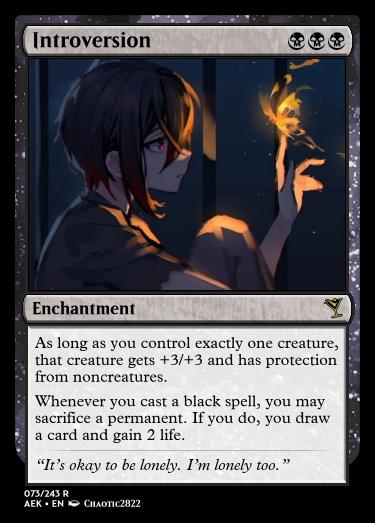 Introversion
Enchantment
As long as you control exactly one creature,
that creature gets +3/+3 and has protection
from noncreatures.
Whenever you cast a black spell, you may
sacrifice a permanent. If you do, you draw
a card and gain 2 life.
“It's okay to be lonely. I'm lonely too.”
073/243 R
AEK • EN Chaotic2822